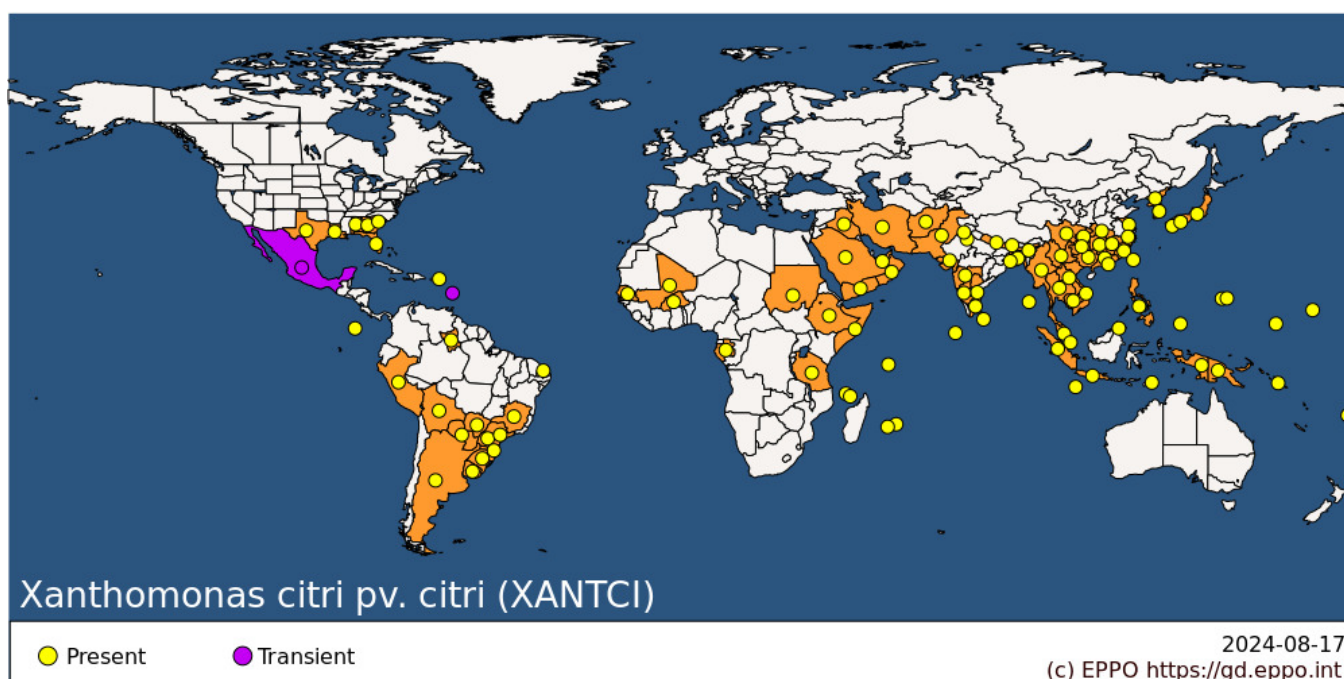 Xanthomonas citri pv. citri (XANTCI)
Present
Transient
2024-08-17
(c) EPPO https://gd.eppo.int